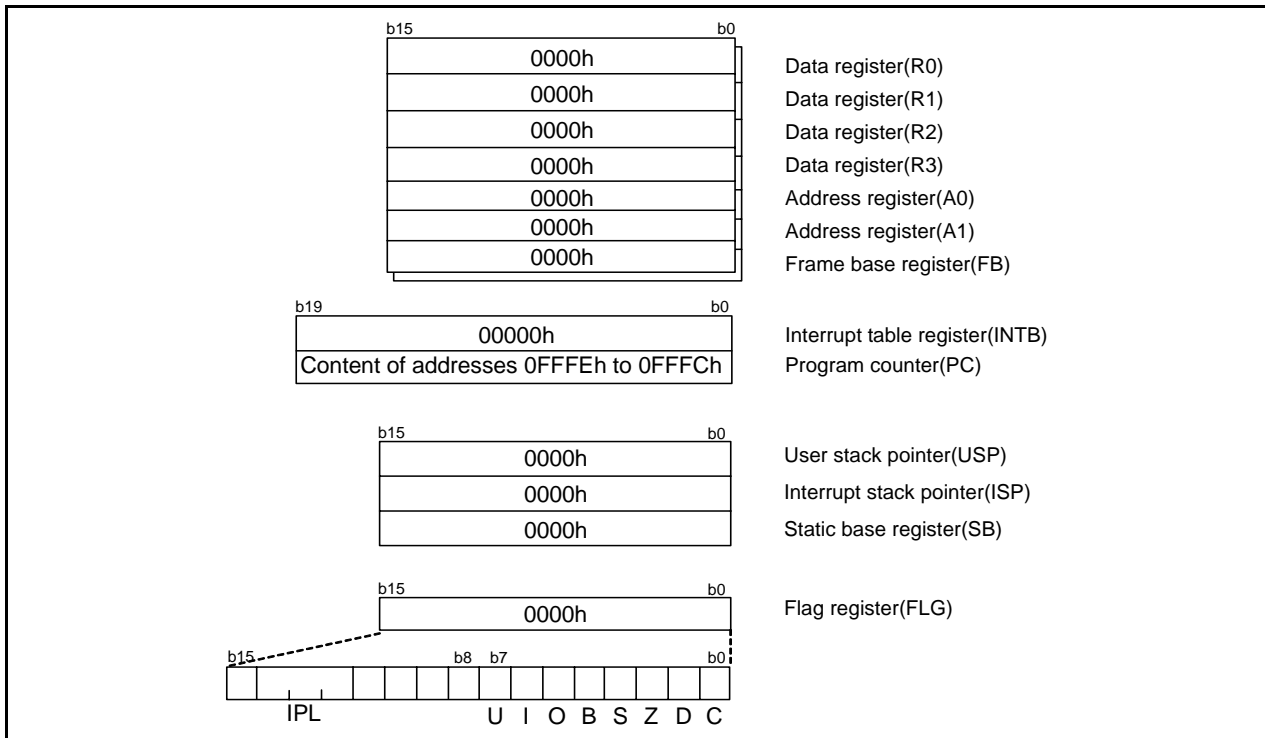 b15 b0
0000h Data register(R0)
0000h Data register(R1)
0000h Data register(R2)
0000h Data register(R3)
0000h Address register(A0)
0000h Address register(A1)
0000h Frame base register(FB)
b19 b0
00000h Interrupt table register(INTB)
Content of addresses 0FFFEh to 0FFFCh Program counter(PC)
b15 b0
0000h User stack pointer(USP)
0000h Interrupt stack pointer(ISP)
0000h Static base register(SB)
b15 b0
0000h Flag register(FLG)
b15 b8 b7 b0
IPL U I O B S Z D C